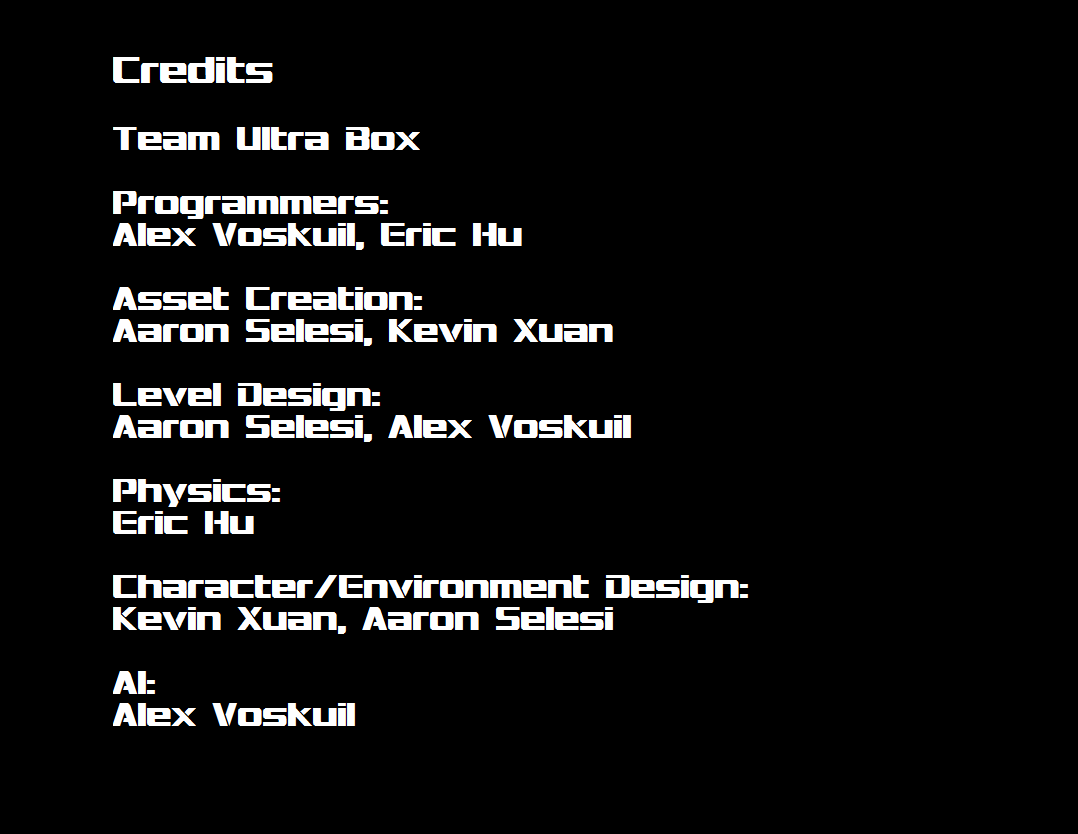 Credits
Team Ultra Box
Programmers:
Alex Voskuil, Eric Hu
Asset Creation:
Aaron Selesi, Kevin Xuan
Level Design:
Aaron Selesi, Alex Voskuil
Physics:
Eric Hu
Character/Environment Design:
Kevin Xuan, Aaron Selesi
AI:
Alex Voskuil